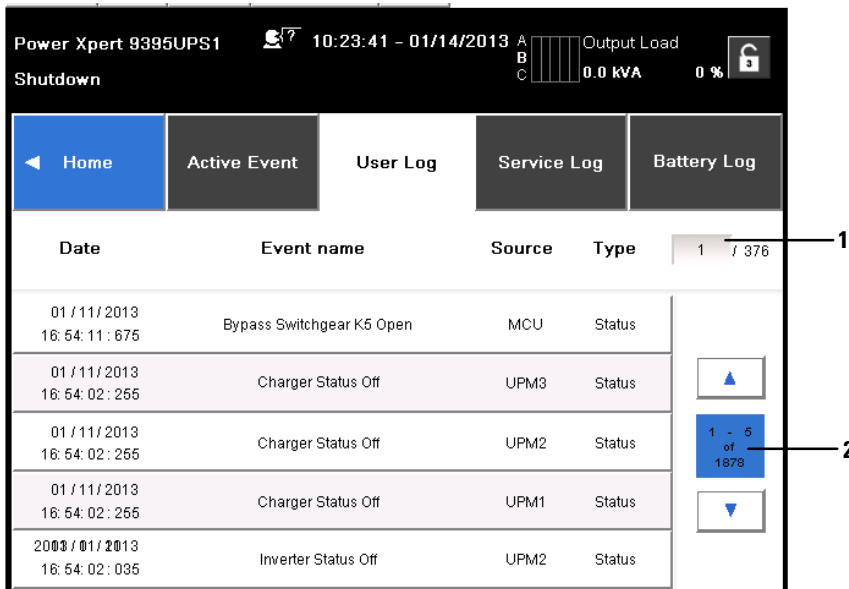 Power Xpert 9395UPS1 ? 10:23:41 - 01/14/2013 A Output Load
B
Shutdown C 0.0 kVA 0 % 3
Home Active Event User Log Service Log Battery Log
Date Event name Source Type 1 / 376 1
01/11/2013
16:54:11:675 Bypass Switchgear K5 Open MCU Status
01/11/2013
16:54:02:255 Charger Status Off UPM3 Status
01/11/2013
16:54:02:255 Charger Status Off UPM2 Status
1 - 5
of
1878
2
01/11/2013
16:54:02:255 Charger Status Off UPM1 Status
16:54:02:035 Inverter Status Off UPM2 Status